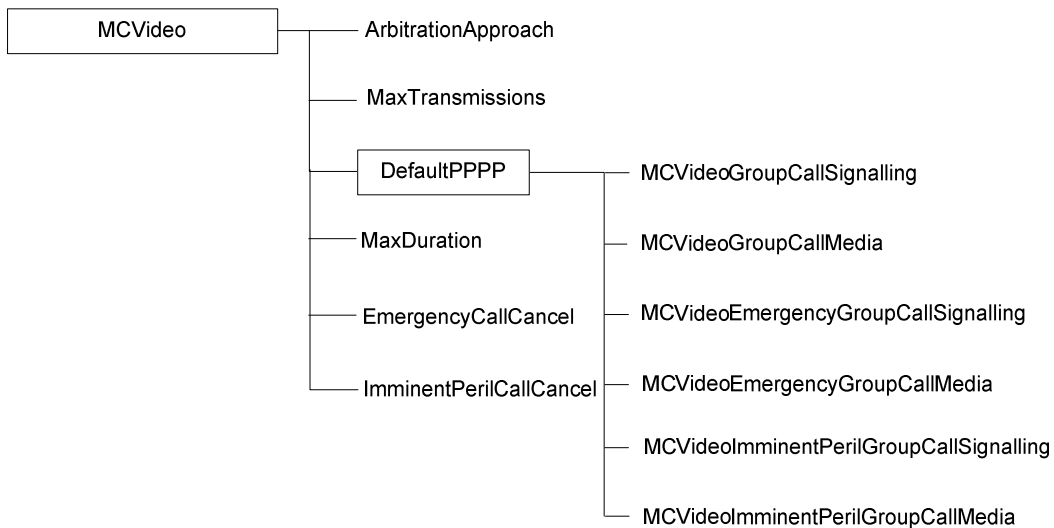 MCVideo
ArbitrationApproach
MaxTransmissions
DefaultPPPP
MaxDuration
EmergencyCallCancel
ImminentPerilCallCancel
MCVideoGroupCallSignalling
MCVideoGroupCallMedia
MCVideoEmergencyGroupCallSignalling
MCVideoEmergencyGroupCallMedia
MCVideoImminentPerilGroupCallSignalling
MCVideoImminentPerilGroupCallMedia